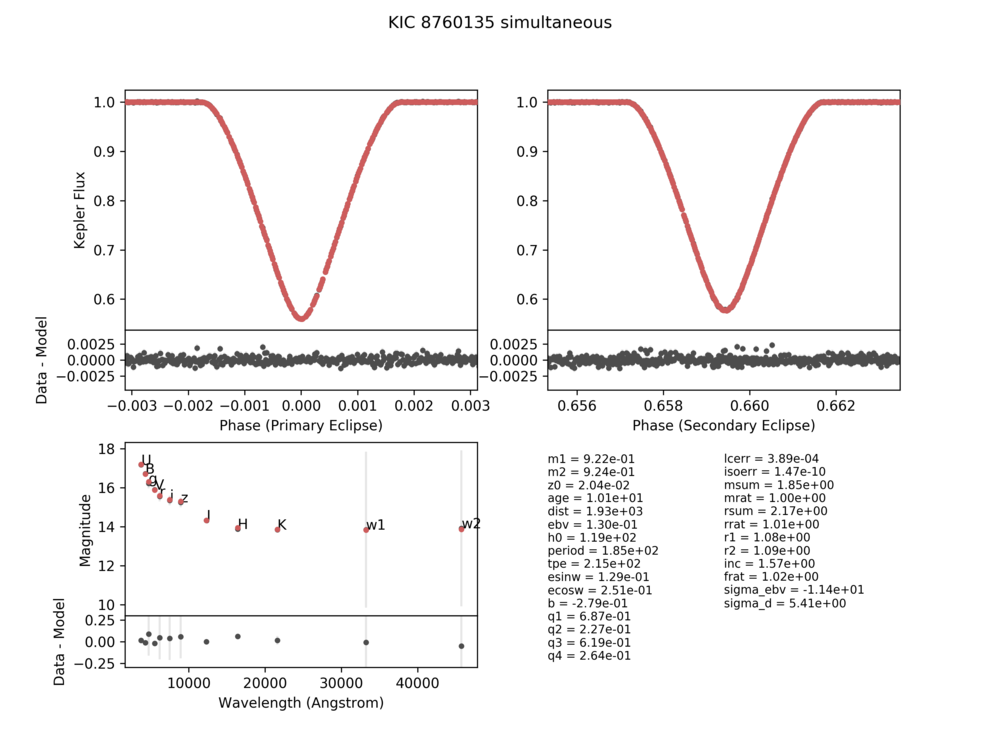 KIC 8760135 simultaneous
1.0
0.9
0.8
0.7
0.6
Kepler Flux
0.0025
0.0000
−0.0025
Data - Model
−0.003 −0.002 −0.001 0.000 0.001 0.002 0.003
Phase (Primary Eclipse)
1.0
0.9
0.8
0.7
0.6
0.0025
0.0000
−0.0025
0.656 0.658 0.660 0.662
Phase (Secondary Eclipse)
18
16
14
12
10
Magnitude
U
B
g
V
r
i
z
J
H
K
w1
w2
0.25
0.00
−0.25
Data - Model
10000 20000 30000 40000
Wavelength (Angstrom)
m1 = 9.22e-01
m2 = 9.24e-01
z0 = 2.04e-02
age = 1.01e+01
dist = 1.93e+03
ebv = 1.30e-01
h0 = 1.19e+02
period = 1.85e+02
tpe = 2.15e+02
esinw = 1.29e-01
ecosw = 2.51e-01
b = -2.79e-01
q1 = 6.87e-01
q2 = 2.27e-01
q3 = 6.19e-01
q4 = 2.64e-01
lcerr = 3.89e-04
isoerr = 1.47e-10
msum = 1.85e+00
mrat = 1.00e+00
rsum = 2.17e+00
rrat = 1.01e+00
r1 = 1.08e+00
r2 = 1.09e+00
inc = 1.57e+00
frat = 1.02e+00
sigma_ebv = -1.14e+01
sigma_d = 5.41e+00